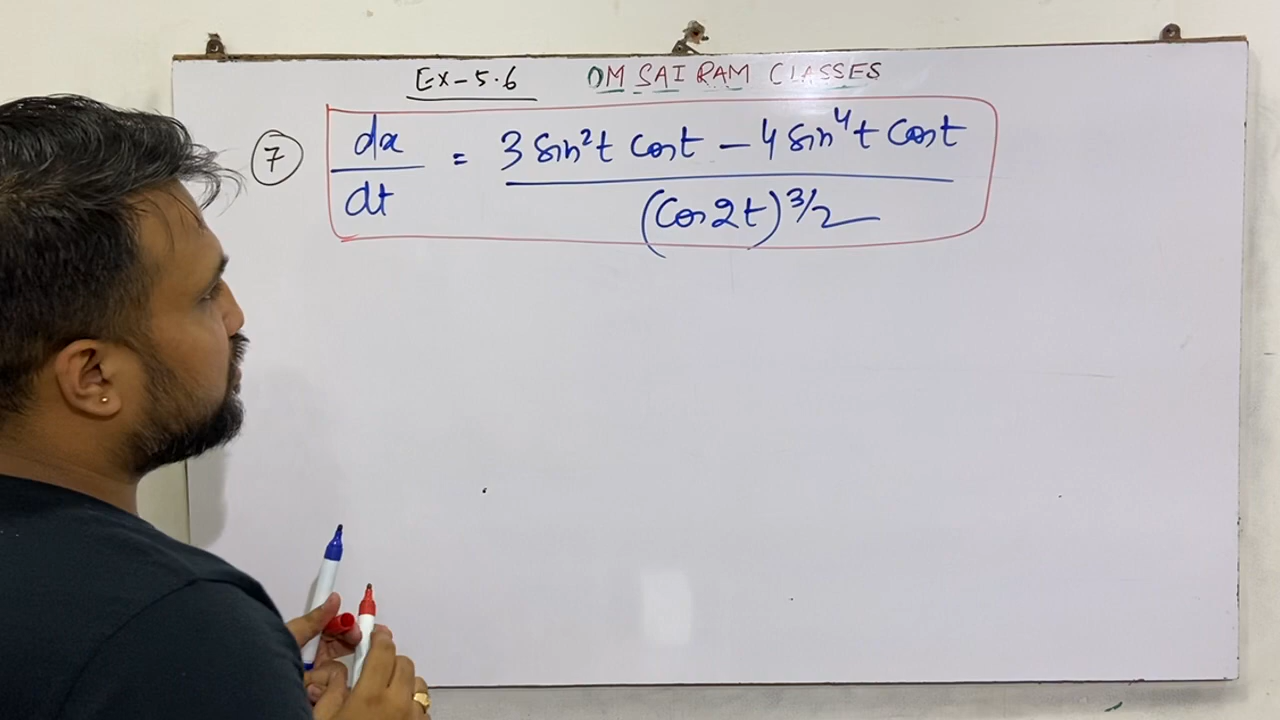 Ex-5.6 OM SAI RAM CLASSES
7 dx/dt = (3 Sin²t Cost - 4 Sin⁴t Cost) / (Cos2t)^3/2